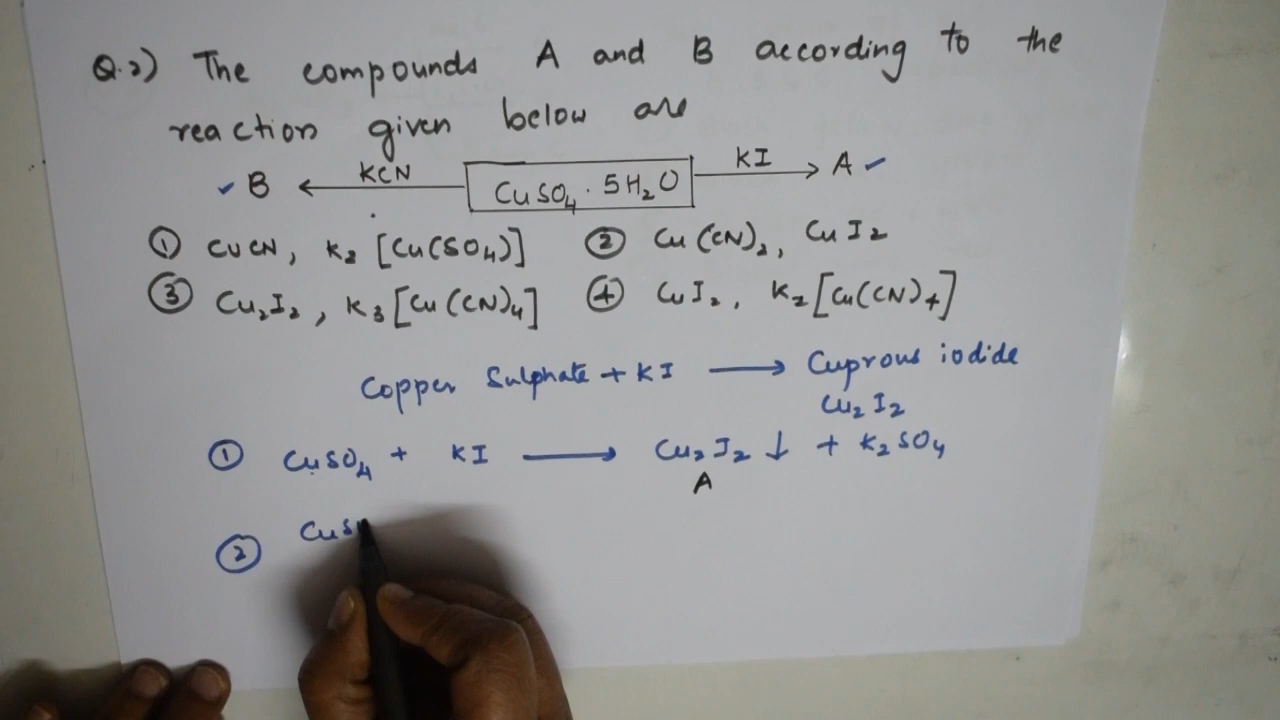 Q.2) The compounds A and B according to the
reaction given below are
B ← KCN CuSO₄ · 5H₂O KI → A
① CuCN, K₂ [Cu(SO₄)] ② Cu(CN)₂, CuI₂
③ Cu₂I₂, K₃[Cu(CN)₄] ④ CuI₂, K₂[Cu(CN)₄]
Copper Sulphate + KI → Cuprous iodide
Cu₂I₂
① CuSO₄ + KI → Cu₂I₂ ↓ + K₂SO₄
A
② CuS